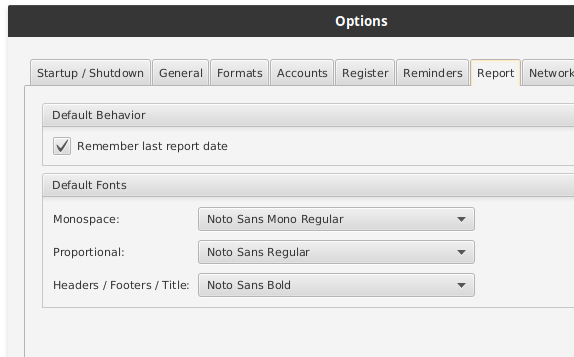 Options
Startup / Shutdown General Formats Accounts Register Reminders Report Network
Default Behavior
Remember last report date
Default Fonts
Monospace: Noto Sans Mono Regular
Proportional: Noto Sans Regular
Headers / Footers / Title: Noto Sans Bold